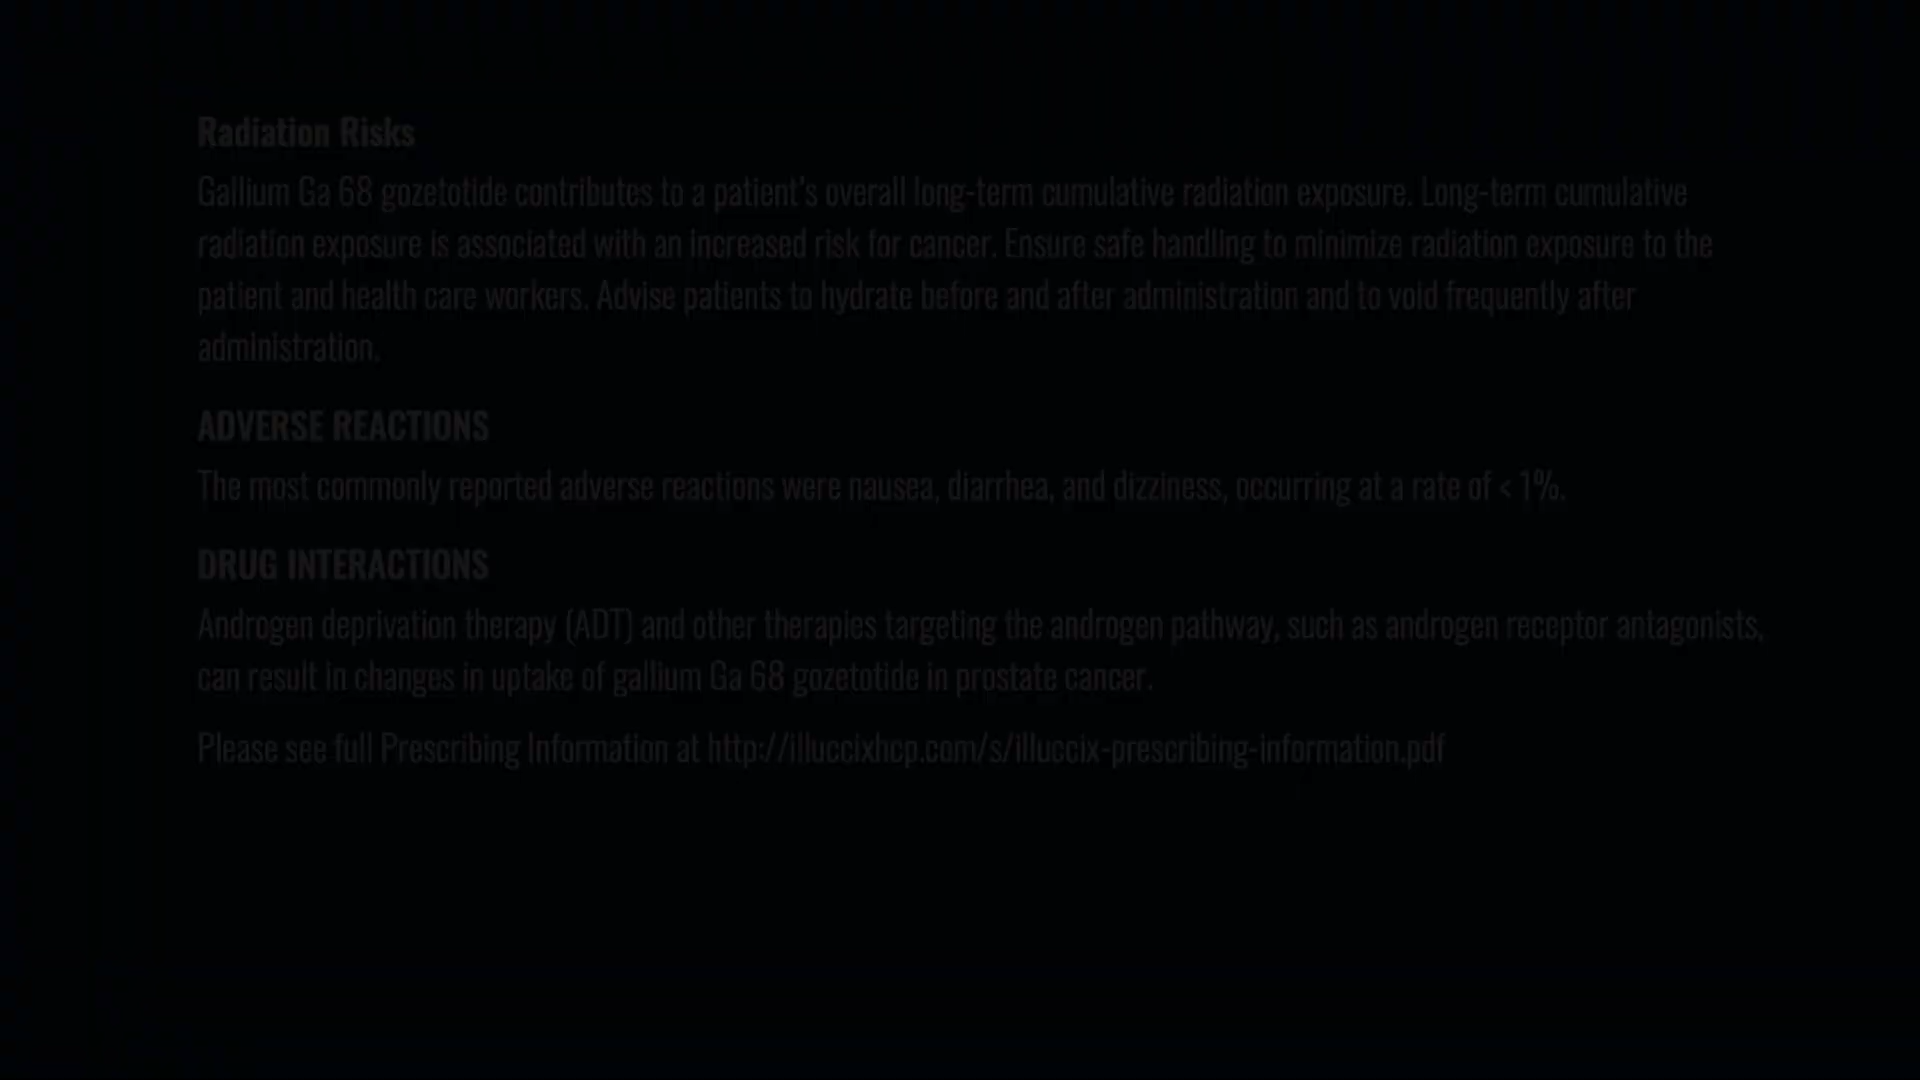 Radiation Risks
Gallium Ga 68 gozetotide contributes to a patient's overall long-term cumulative radiation exposure. Long-term cumulative
radiation exposure is associated with an increased risk for cancer. Ensure safe handling to minimize radiation exposure to the
patient and health care workers. Advise patients to hydrate before and after administration and to void frequently after
administration.
ADVERSE REACTIONS
The most commonly reported adverse reactions were nausea, diarrhea, and dizziness, occurring at a rate of < 1%.
DRUG INTERACTIONS
Androgen deprivation therapy (ADT) and other therapies targeting the androgen pathway, such as androgen receptor antagonists,
can result in changes in uptake of gallium Ga 68 gozetotide in prostate cancer.
Please see full Prescribing Information at http://illuccixhcp.com/s/illuccix-prescribing-information.pdf